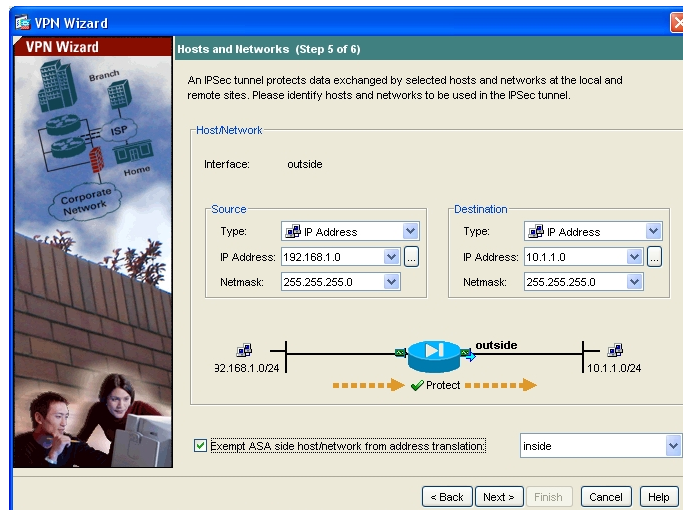 VPN Wizard
VPN Wizard
Hosts and Networks (Step 5 of 6)
Branch
ISP
Home
Corporate
Network
An IPSec tunnel protects data exchanged by selected hosts and networks at the local and
remote sites. Please identify hosts and networks to be used in the IPSec tunnel.
Host/Network
Interface: outside
Source
Type: IP Address
IP Address: 192.168.1.0 ...
Netmask: 255.255.255.0
Destination
Type: IP Address
IP Address: 10.1.1.0 ...
Netmask: 255.255.255.0
outside
92.168.1.0/24
10.1.1.0/24
Protect
Exempt ASA side host/network from address translation: inside
< Back Next > Finish Cancel Help